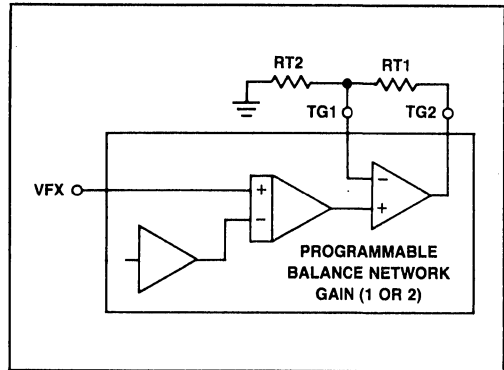 RT2
RT1
TG1
TG2
VFX
+
−
−
+
PROGRAMMABLE
BALANCE NETWORK
GAIN (1 OR 2)